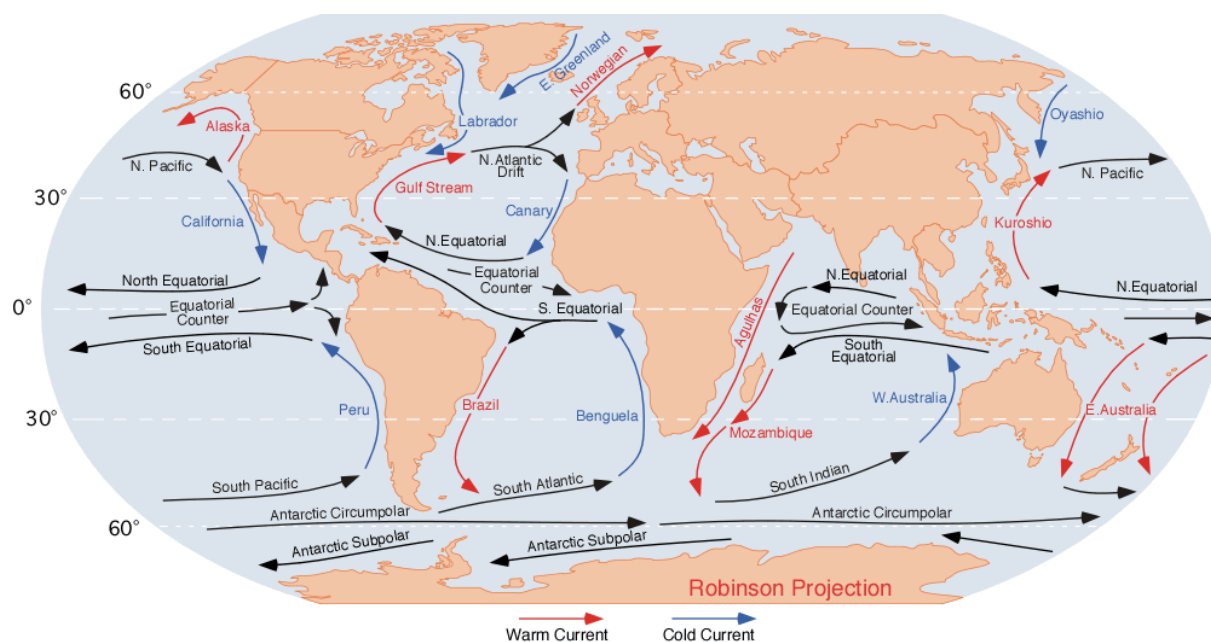 E. Greenland
Norwegian
60°
Alaska
Labrador
Oyashio
N. Pacific
N.Atlantic
Drift
N. Pacific
Gulf Stream
30°
California
Canary
Kuroshio
N.Equatorial
North Equatorial
Equatorial
Counter
N.Equatorial
N.Equatorial
0°
Equatorial
Counter
S. Equatorial
Equatorial Counter
Agulhas
South Equatorial
South
Equatorial
Peru
Brazil
Benguela
W.Australia
E.Australia
30°
Mozambique
South Pacific
South Atlantic
South Indian
Antarctic Circumpolar
Antarctic Circumpolar
60°
Antarctic Subpolar
Antarctic Subpolar
Robinson Projection
Warm Current
Cold Current